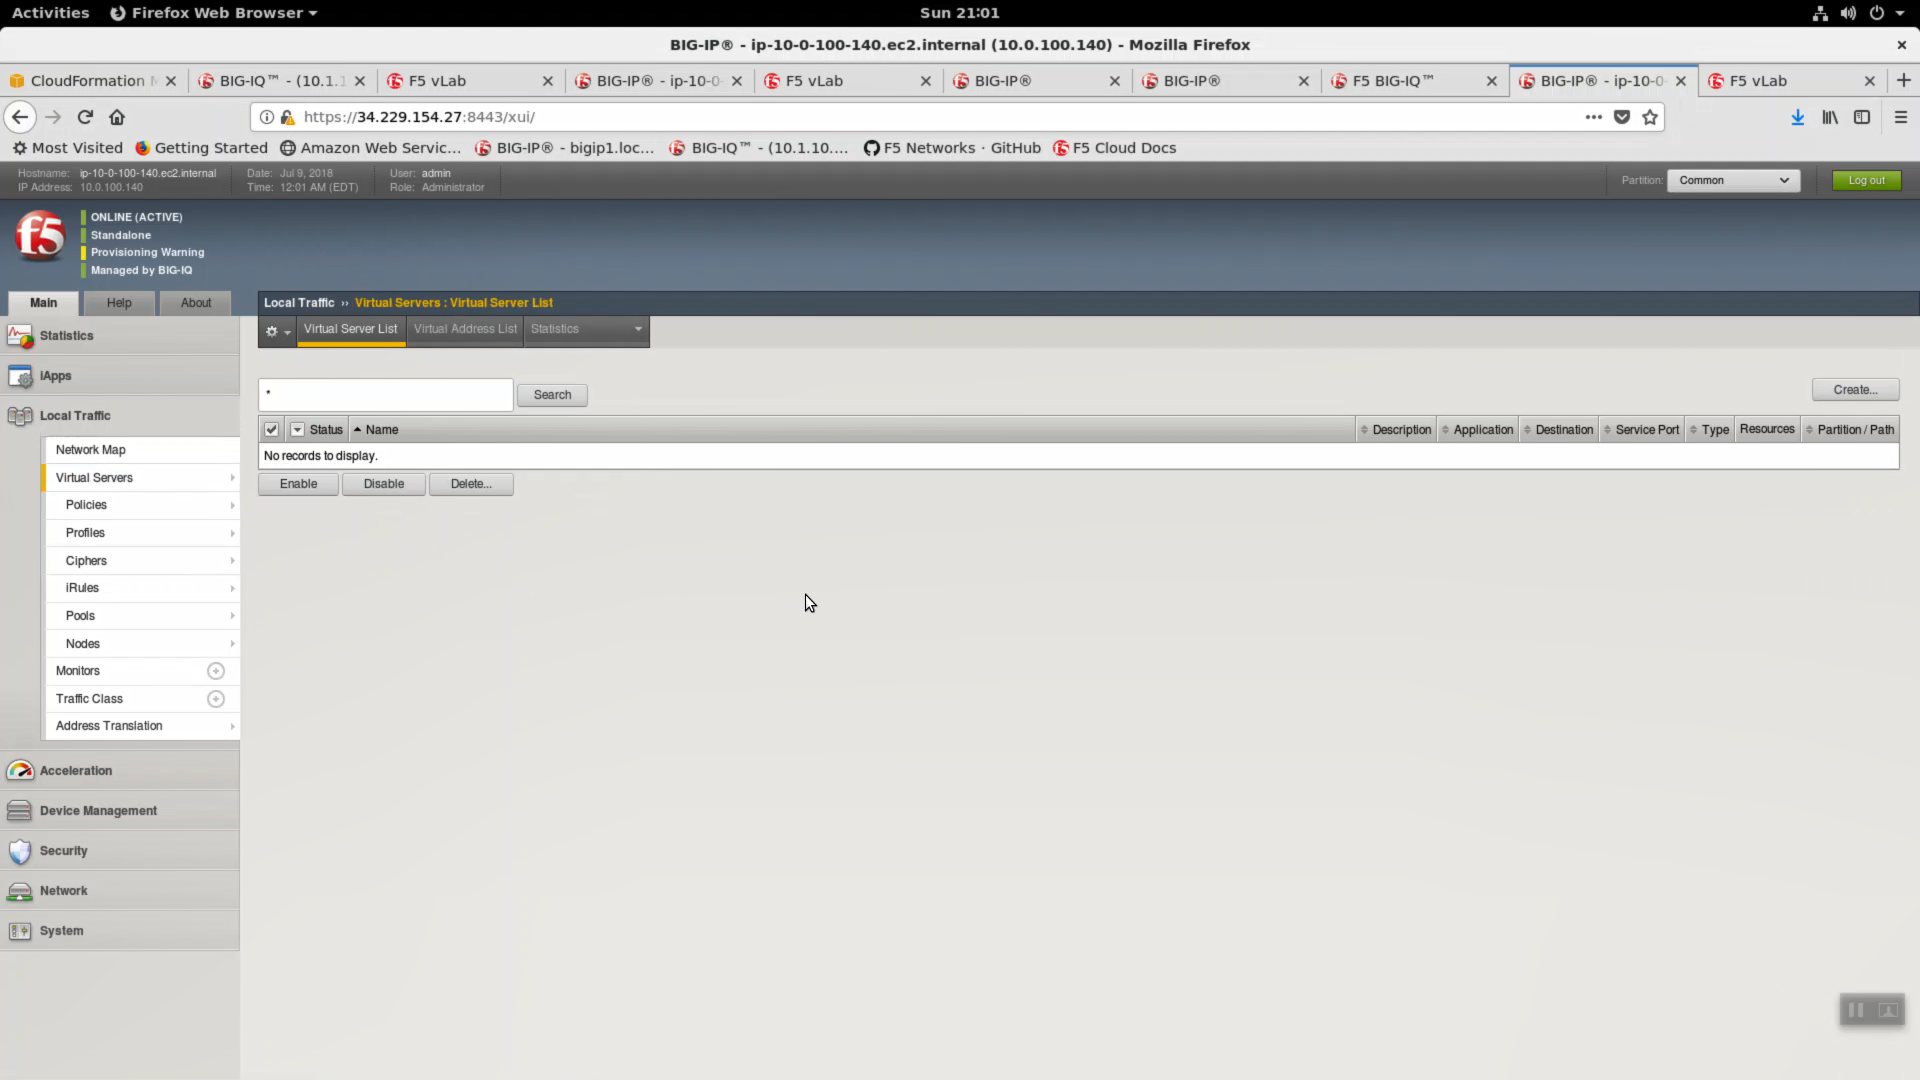 Activities Firefox Web Browser Sun 21:01
BIG-IP® - ip-10-0-100-140.ec2.internal (10.0.100.140) - Mozilla Firefox
CloudFormation BIG-IQ™ - (10.1.1 F5 vLab BIG-IP® - ip-10-0- F5 vLab BIG-IP® BIG-IP® F5 BIG-IQ™ BIG-IP® - ip-10-0- F5 vLab
https://34.229.154.27:8443/xui/
Most Visited Getting Started Amazon Web Servic... BIG-IP® - bigip1.loc... BIG-IQ™ - (10.1.10.... F5 Networks · GitHub F5 Cloud Docs
Hostname: ip-10-0-100-140.ec2.internal Date: Jul 9, 2018 User: admin
IP Address: 10.0.100.140 Time: 12:01 AM (EDT) Role: Administrator
Partition: Common Log out
f5
ONLINE (ACTIVE)
Standalone
Provisioning Warning
Managed by BIG-IQ
Main Help About
Local Traffic ›› Virtual Servers : Virtual Server List
Virtual Server List Virtual Address List Statistics
Statistics
iApps
Local Traffic
Network Map
Virtual Servers
Policies
Profiles
Ciphers
iRules
Pools
Nodes
Monitors
Traffic Class
Address Translation
Acceleration
Device Management
Security
Network
System
* Search Create...
Status Name Description Application Destination Service Port Type Resources Partition / Path
No records to display.
Enable Disable Delete...